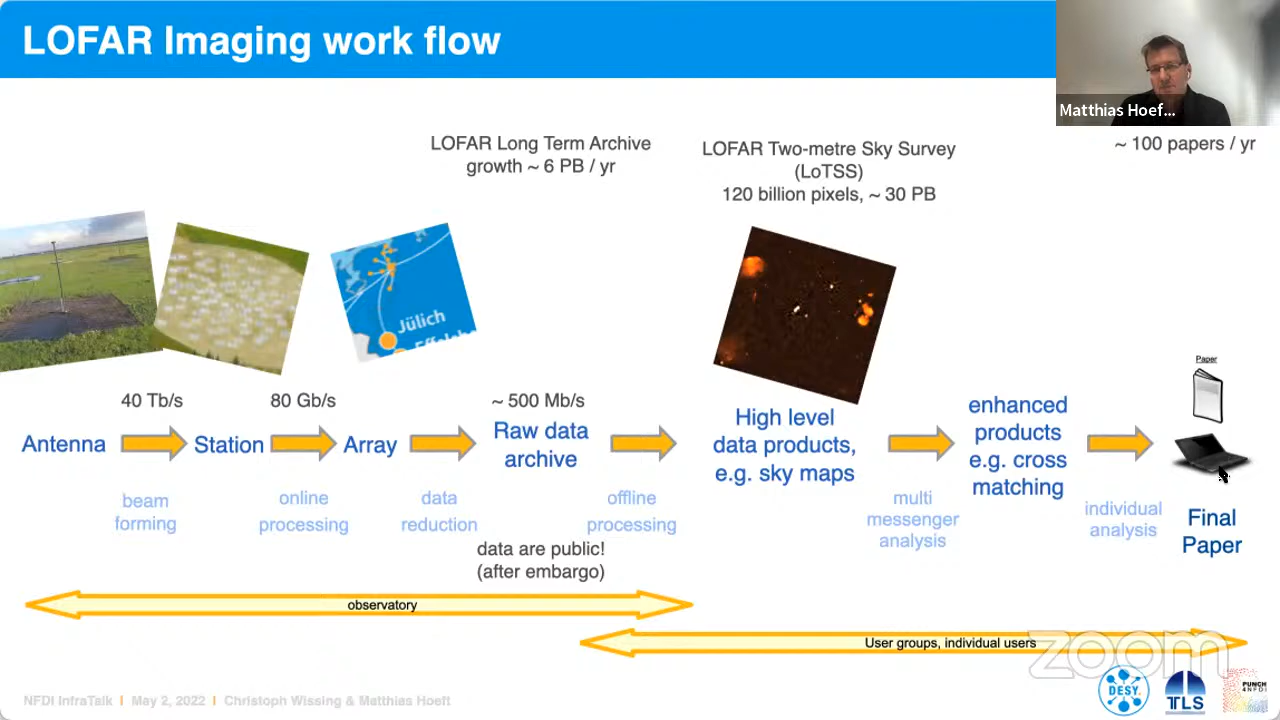 LOFAR Imaging work flow
Matthias Hoef...
LOFAR Long Term Archive
growth ~ 6 PB / yr
LOFAR Two-metre Sky Survey
(LoTSS)
120 billion pixels, ~ 30 PB
~ 100 papers / yr
Jülich
Paper
40 Tb/s
80 Gb/s
~ 500 Mb/s
Antenna
Station
Array
Raw data
archive
High level
data products,
e.g. sky maps
enhanced
products
e.g. cross
matching
Final
Paper
beam
forming
online
processing
data
reduction
offline
processing
multi
messenger
analysis
individual
analysis
data are public!
(after embargo)
observatory
User groups, individual users
zoom
NFDI InfraTalk I May 2, 2022 I Christoph Wissing & Matthias Hoeft
DESY.
TLS
PUNCH
4NFDI